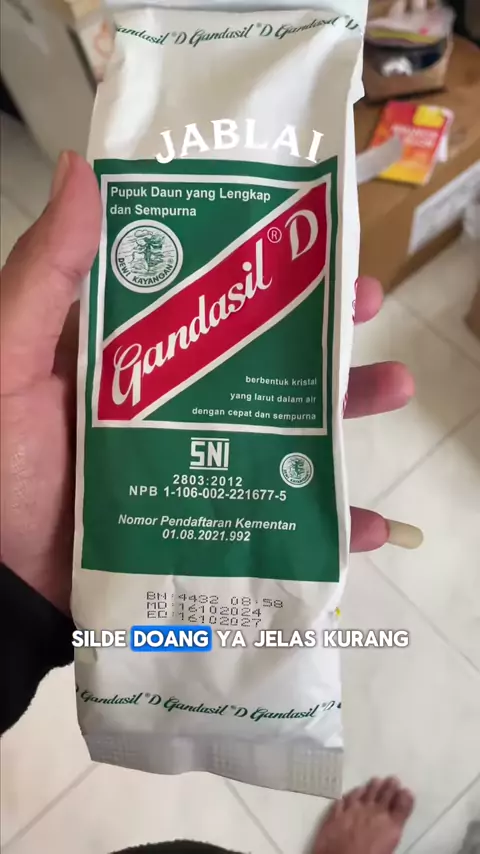 Gandasil ®D Gandasil ®D Gandasil ®D
JABLAI
Pupuk Daun yang Lengkap
dan Sempurna
DEWI KAYANGAN
Gandasil® D
berbentuk kristal
yang larut dalam air
dengan cepat dan sempurna
SNI
2803:2012
NPB 1-106-002-221677-5
Nomor Pendaftaran Kementan
01.08.2021.992
BN:4432 08:58
MD:16102024
ED:16102027
SILDE DOANG YA JELAS KURANG
Gandasil ®D Gandasil ®D Gandasil ®D